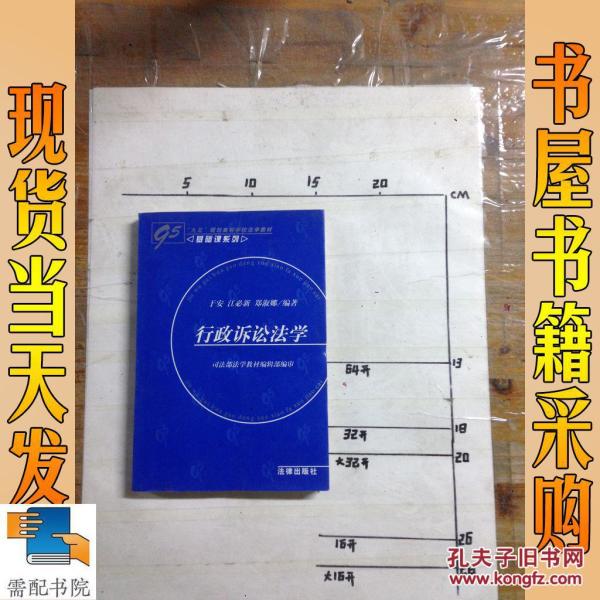 现货当天发
书屋书籍采购
5 10 15 20 CM
95 "九五"规划高等学校法学教材
<基础课系列>
于安 江必新 郑淑娜/编著
行政诉讼法学
司法部法学教材编辑部编审
法律出版社
64开 13
32开 18
大32开 20
16开 26
大16开
需配书院
孔夫子旧书网
www.kongfz.com